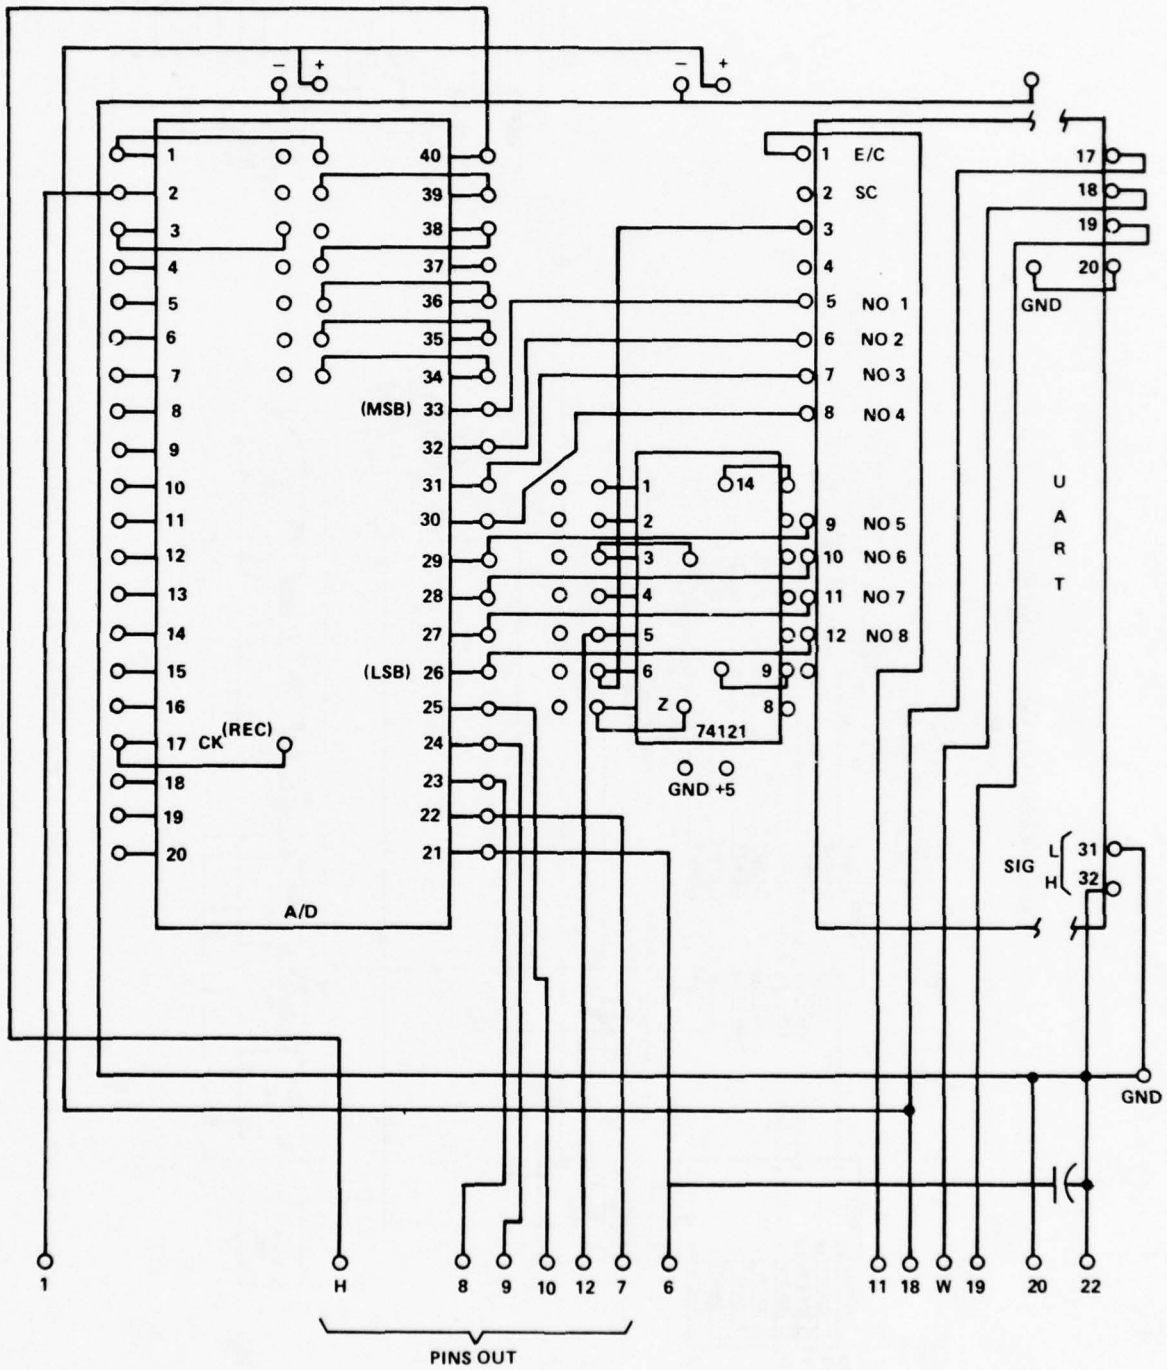 - +
- +
1 40
2 39
3 38
4 37
5 36
6 35
7 34
8 (MSB) 33
9 32
10 31
11 30
12 29
13 28
14 27
15 (LSB) 26
16 25
17 CK (REC) 24
18 23
19 22
20 21
A/D
1 14
2
3
4
5
6 9
Z 8
74121
GND +5
1 E/C
2 SC
3
4
5 NO 1
6 NO 2
7 NO 3
8 NO 4
9 NO 5
10 NO 6
11 NO 7
12 NO 8
17
18
19
20
GND
U
A
R
T
SIG
L 31
H 32
GND
1 H 8 9 10 12 7 6 11 18 W 19 20 22
PINS OUT